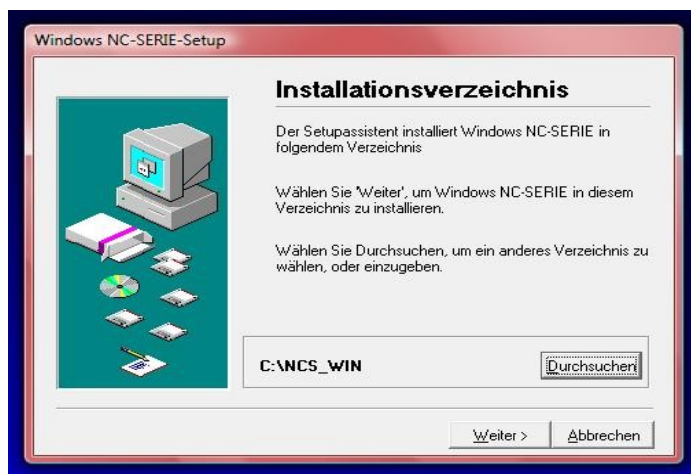 Windows NC-SERIE-Setup
Installationsverzeichnis
Der Setupassistent installiert Windows NC-SERIE in
folgendem Verzeichnis
Wählen Sie 'Weiter', um Windows NC-SERIE in diesem
Verzeichnis zu installieren.
Wählen Sie Durchsuchen, um ein anderes Verzeichnis zu
wählen, oder einzugeben.
C:\NCS_WIN
Durchsuchen
Weiter >
Abbrechen